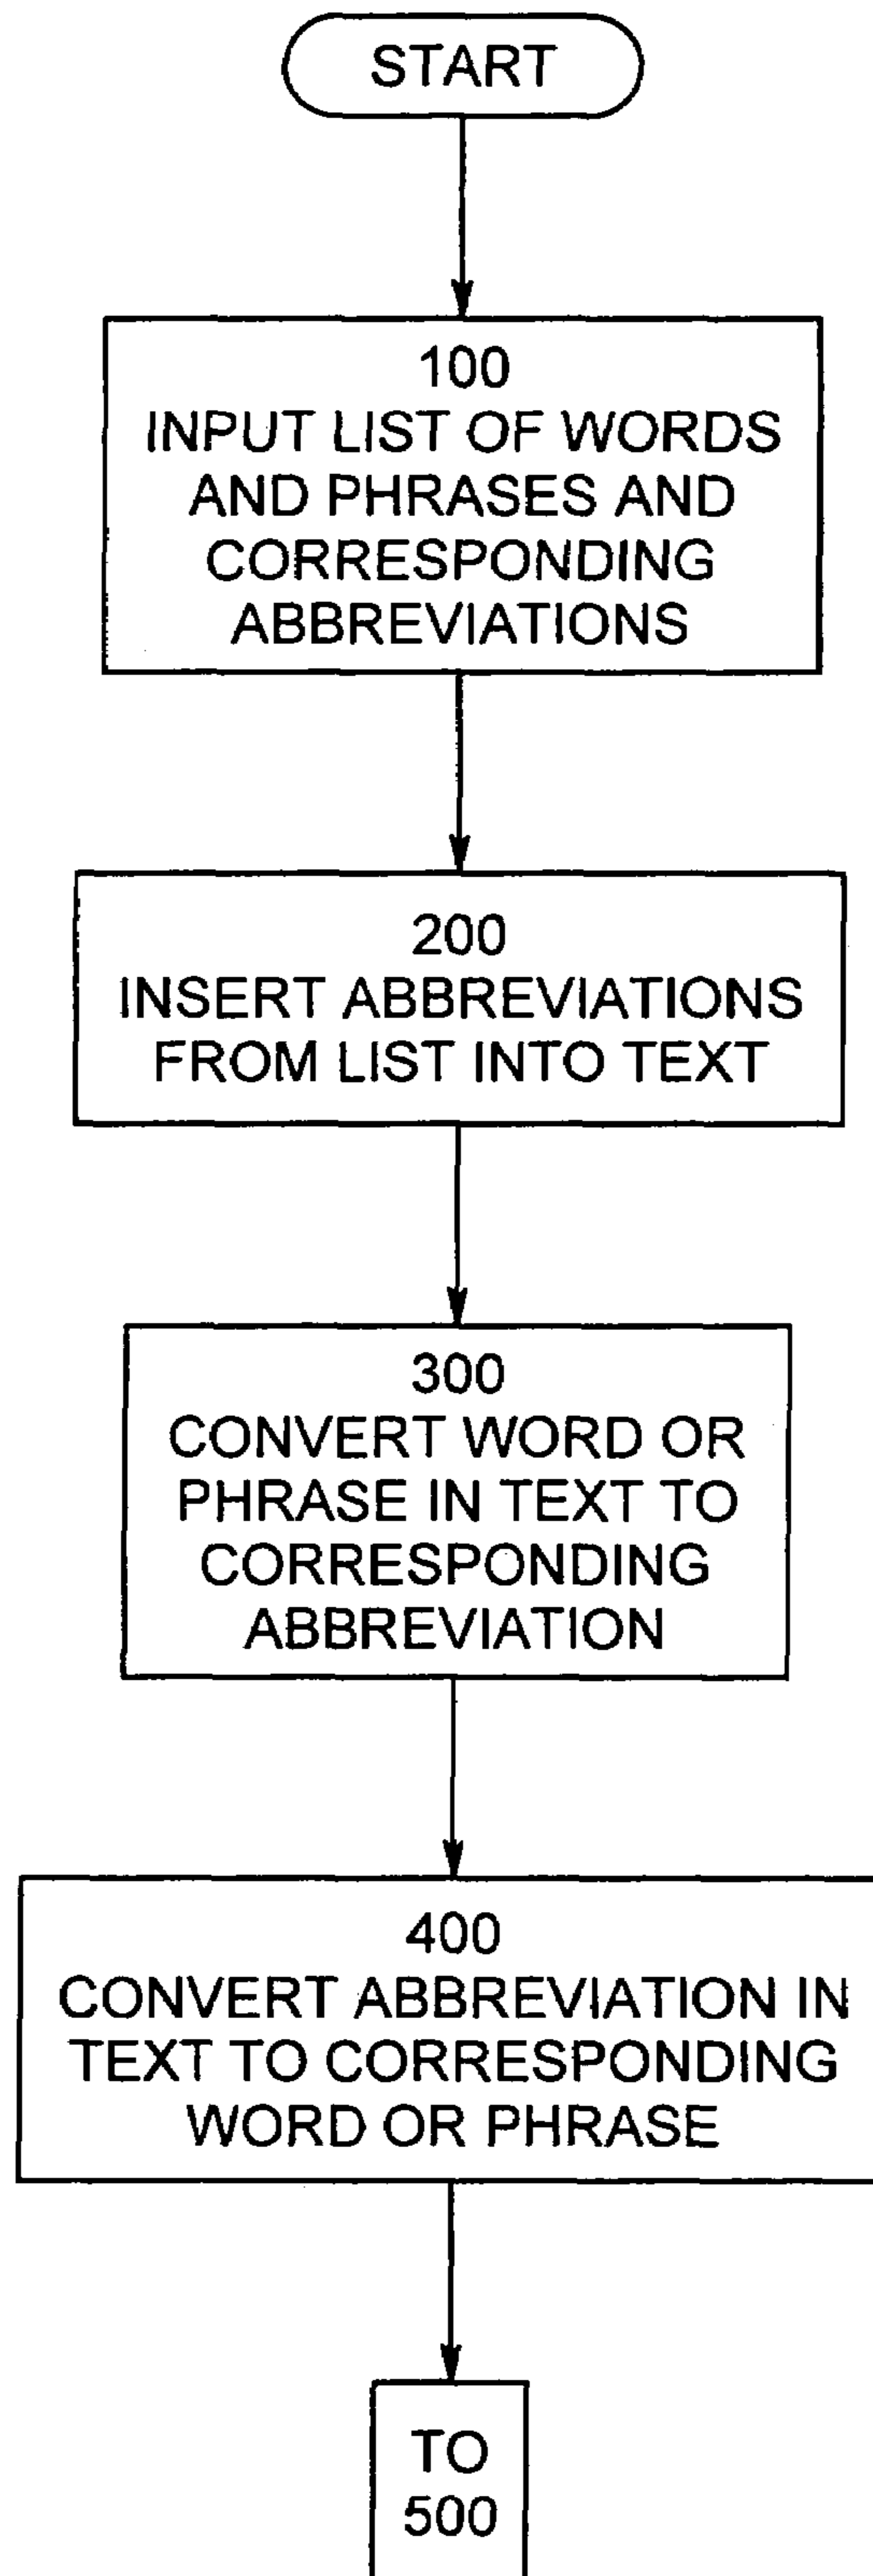 START
100
INPUT LIST OF WORDS
AND PHRASES AND
CORRESPONDING
ABBREVIATIONS
200
INSERT ABBREVIATIONS
FROM LIST INTO TEXT
300
CONVERT WORD OR
PHRASE IN TEXT TO
CORRESPONDING
ABBREVIATION
400
CONVERT ABBREVIATION IN
TEXT TO CORRESPONDING
WORD OR PHRASE
TO
500